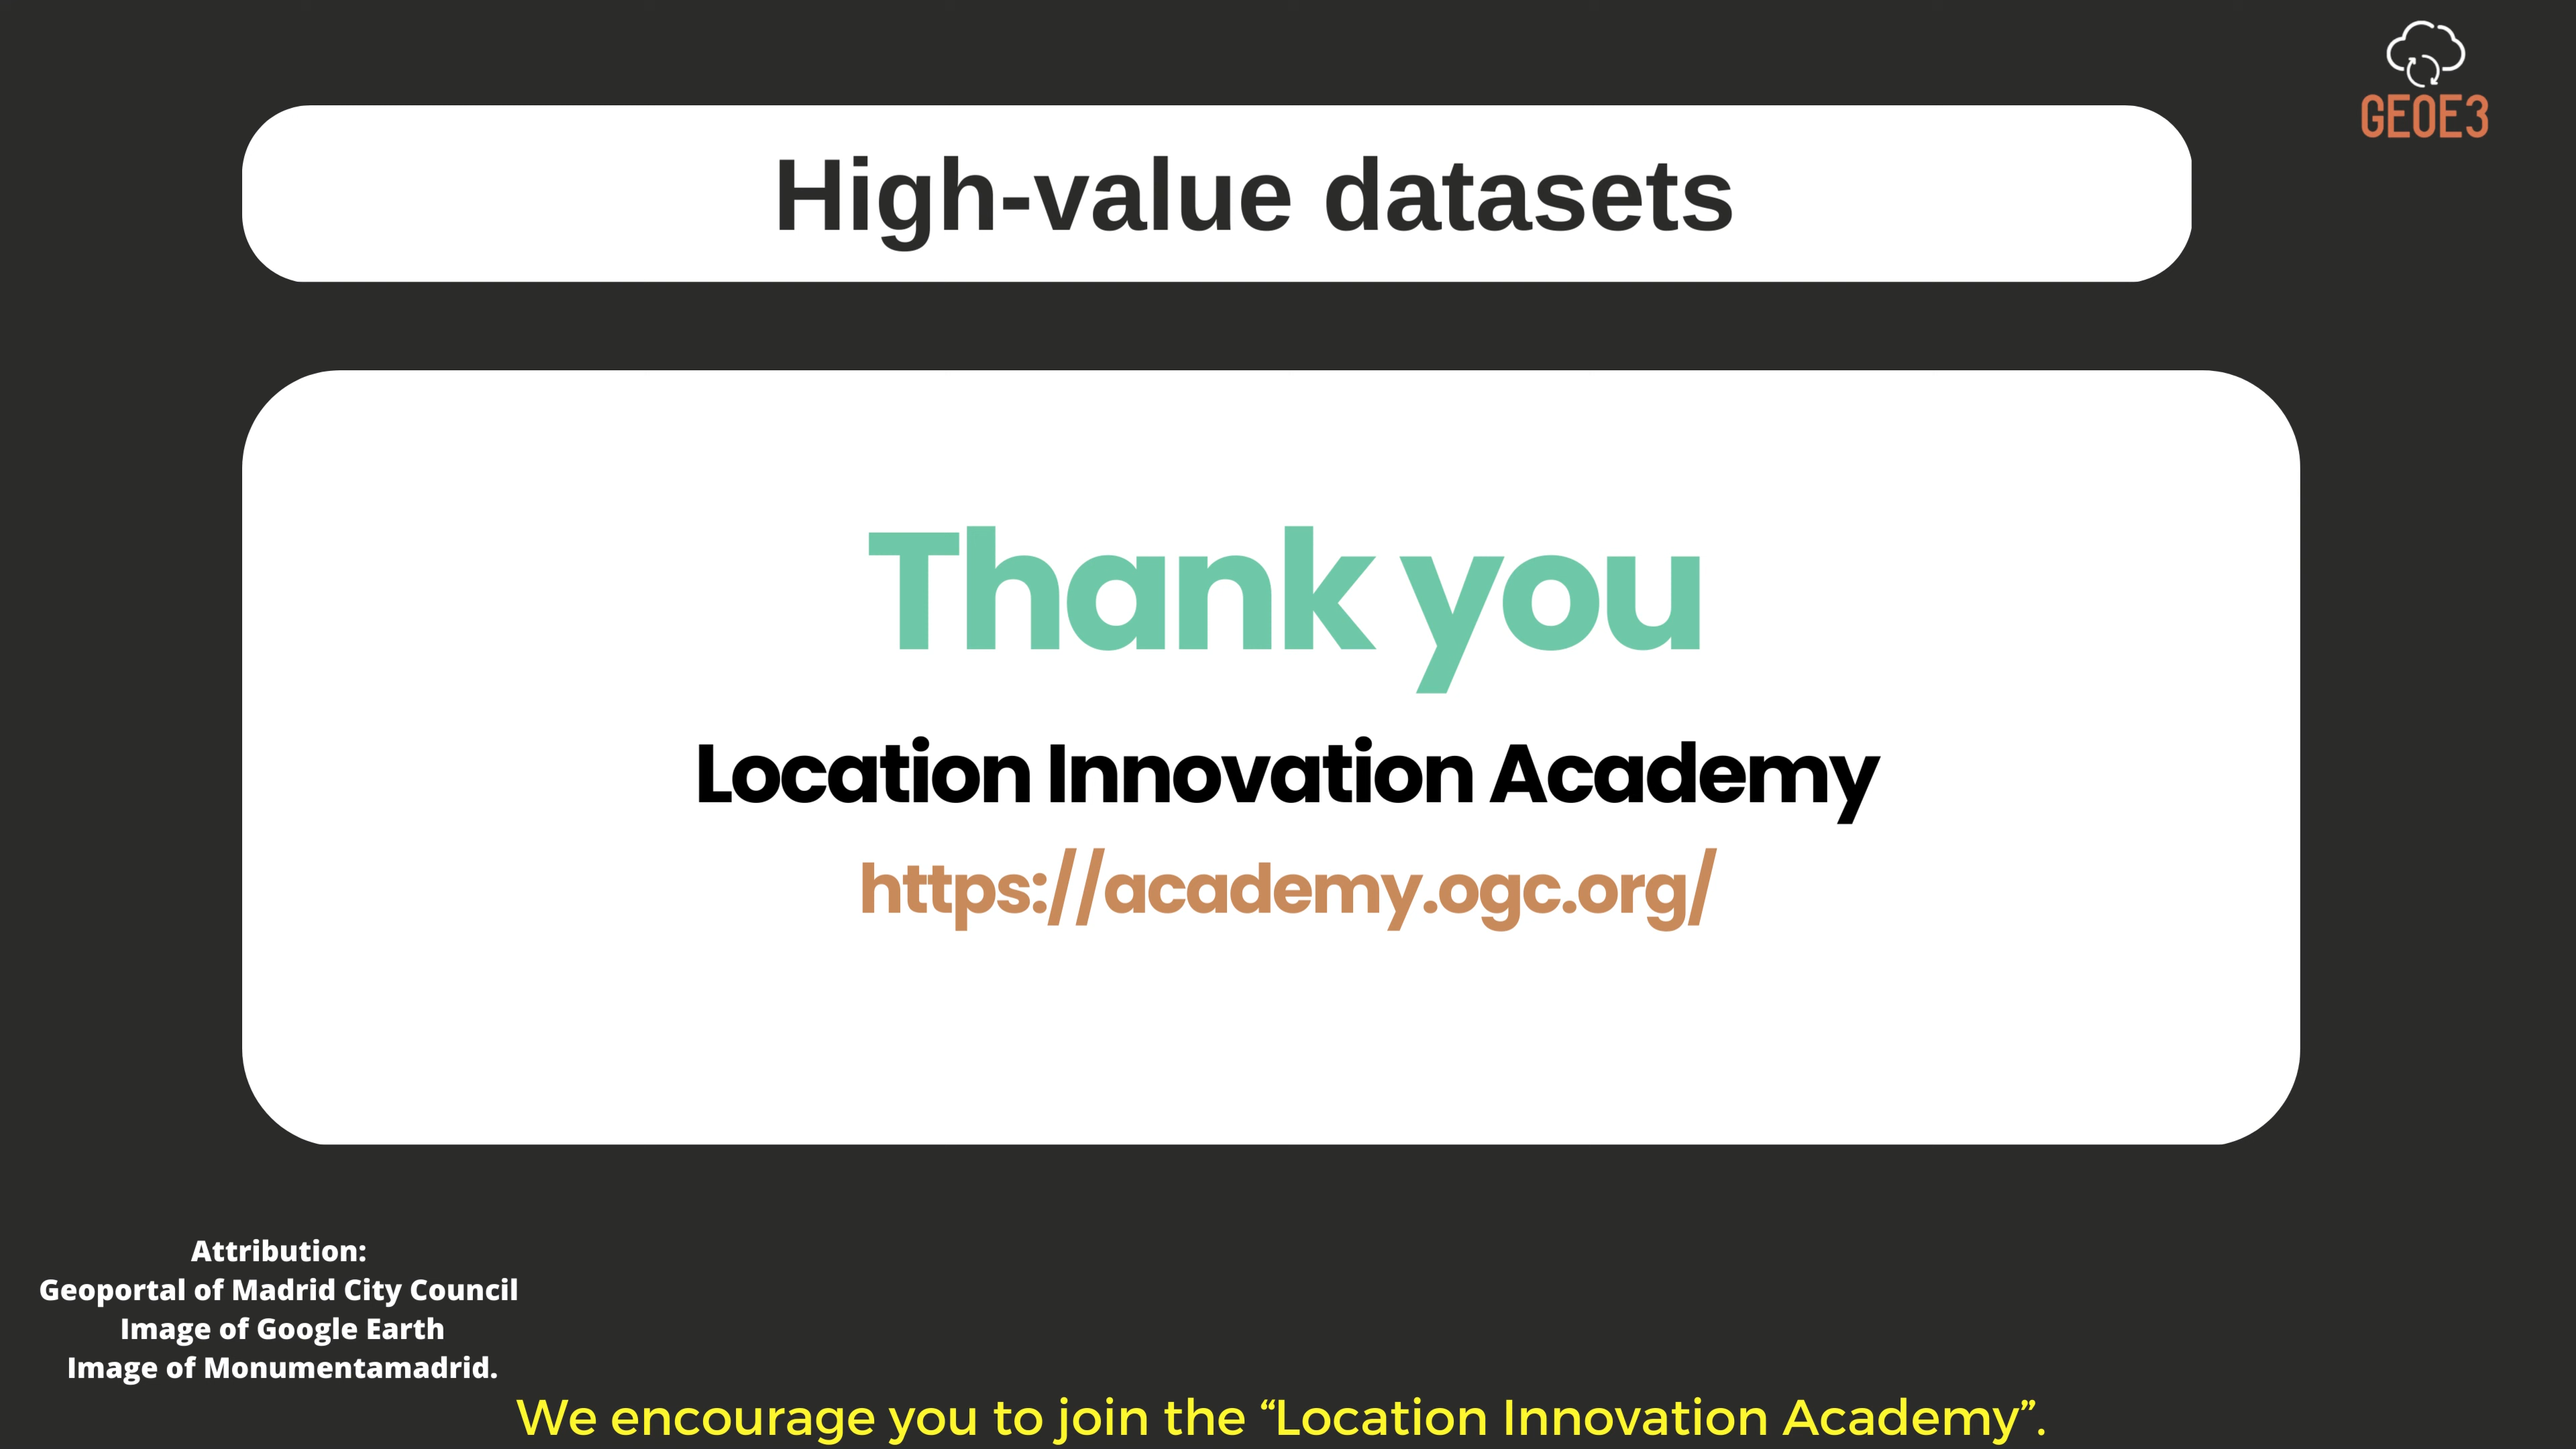 GEOE3
High-value datasets
Thank you
Location Innovation Academy
https://academy.ogc.org/
Attribution:
Geoportal of Madrid City Council
Image of Google Earth
Image of Monumentamadrid.
We encourage you to join the “Location Innovation Academy”.